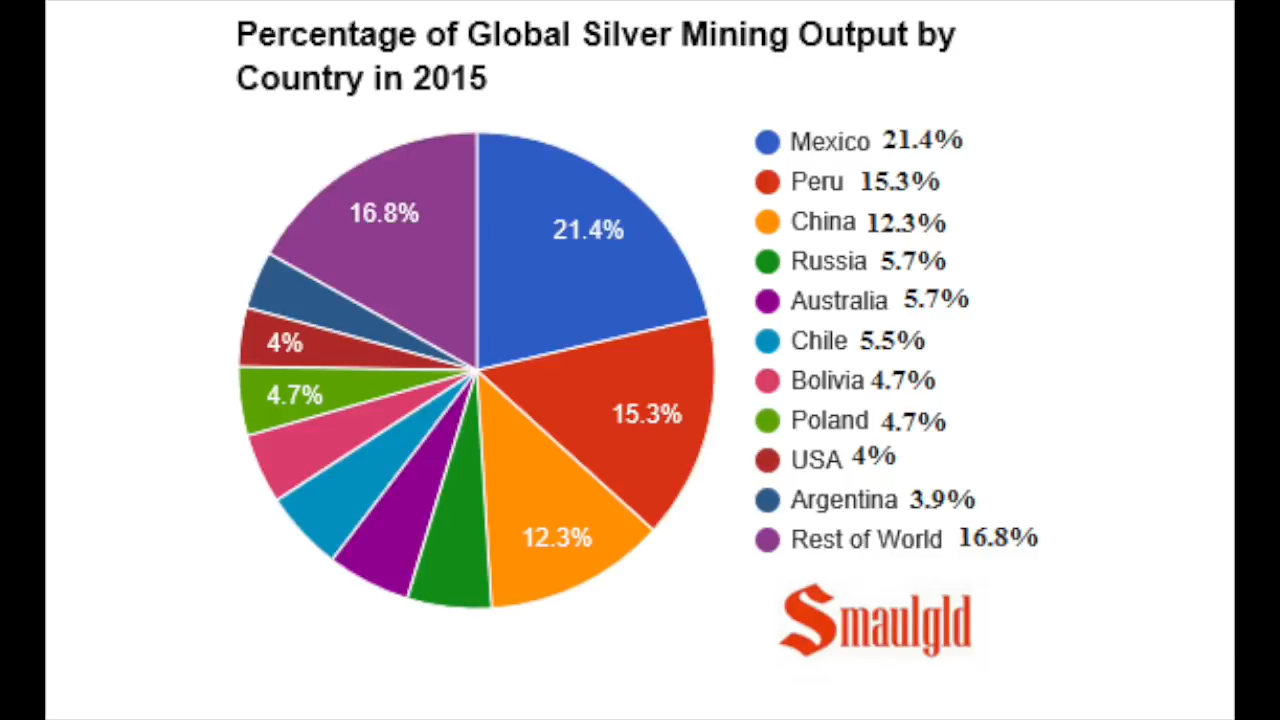 Percentage of Global Silver Mining Output by
Country in 2015
16.8%
21.4%
4%
4.7%
15.3%
12.3%
Mexico 21.4%
Peru 15.3%
China 12.3%
Russia 5.7%
Australia 5.7%
Chile 5.5%
Bolivia 4.7%
Poland 4.7%
USA 4%
Argentina 3.9%
Rest of World 16.8%
Smaulgld